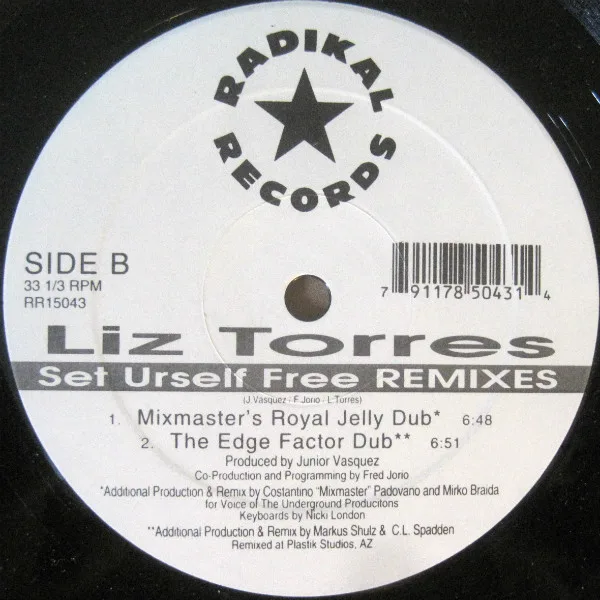 RADIKAL
RECORDS
SIDE B
33 1/3 RPM
RR15043
7 91178 50431 4
Liz Torres
Set Urself Free REMIXES
(J.Vasquez - F.Jorio - L.Turres)
1. Mixmaster's Royal Jelly Dub* 6:48
2. The Edge Factor Dub** 6:51
Produced by Junior Vasquez
Co-Production and Programming by Fred Jorio
*Additional Production & Remix by Costantino "Mixmaster" Padovano and Mirko Braida
for Voice of The Underground Producitons
Keyboards by Nicki London
**Additional Production & Remix by Markus Shulz & C.L. Spadden
Remixed at Plastik Studios, AZ